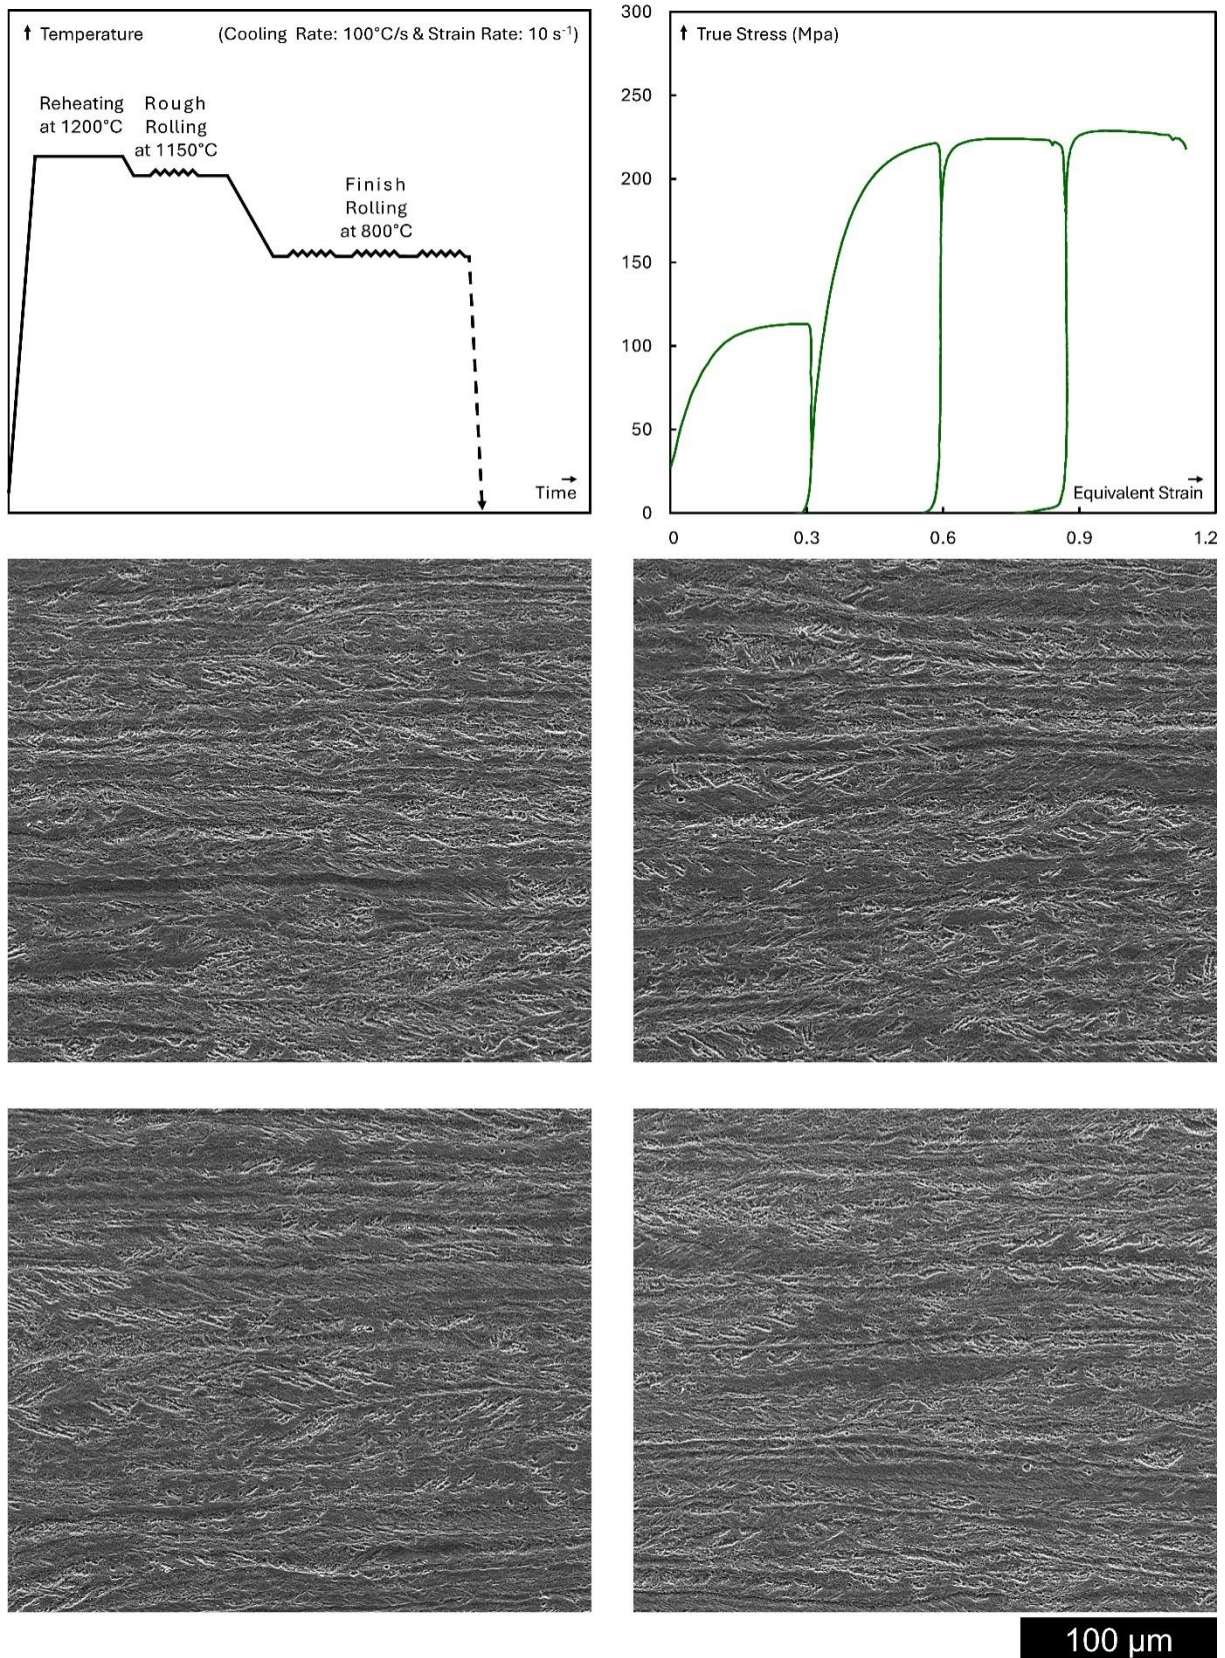 ↑ Temperature (Cooling Rate: 100°C/s & Strain Rate: 10 s⁻¹)
Reheating
at 1200°C
Rough
Rolling
at 1150°C
Finish
Rolling
at 800°C
→
Time
300
↑ True Stress (Mpa)
250
200
150
100
50
0
→
Equivalent Strain
0 0.3 0.6 0.9 1.2
100 µm